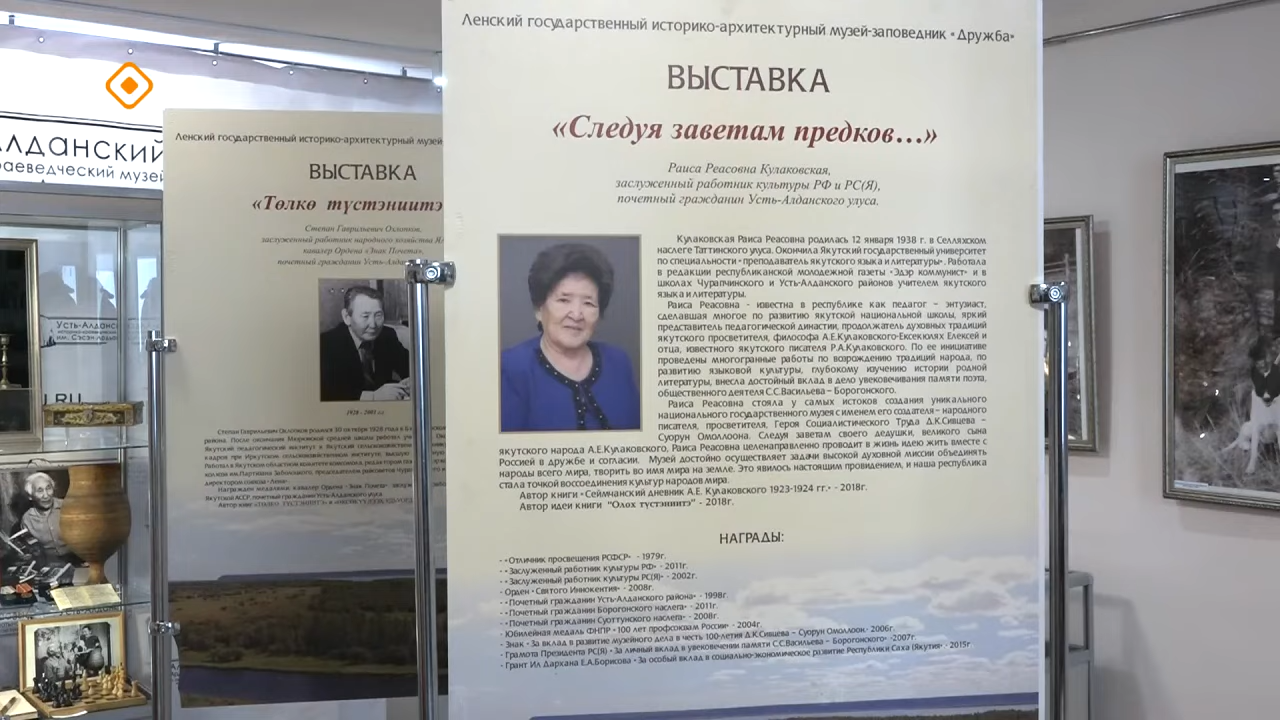 Ленский государственный историко-архитектурный музей-заповедник «Дружба»
ВЫСТАВКА
«Следуя заветам предков...»
Раиса Реасовна Кулаковская,
заслуженный работник культуры РФ и РС(Я),
почетный гражданин Усть-Алданского улуса.
Кулаковская Раиса Реасовна родилась 12 января 1938 г. в Селляхском
наслеге Таттинского улуса. Окончила Якутский государственный университет
по специальности «преподаватель якутского языка и литературы». Работала
в редакции республиканской молодежной газеты «Эдэр коммунист» и в
школах Чурапчинского и Усть-Алданского районов учителем якутского
языка и литературы.
Раиса Реасовна - известна в республике как педагог – энтузиаст,
сделавшая многое по развитию якутской национальной школы, яркий
представитель педагогической династии, продолжатель духовных традиций
якутского просветителя, философа А.Е.Кулаковского-Ексекюлях Елексей и
отца, известного якутского писателя Р.А.Кулаковского. По ее инициативе
проведены многогранные работы по возрождению традиций народа, по
развитию языковой культуры, глубокому изучению истории родной
литературы, внесла достойный вклад в дело увековечивания памяти поэта,
общественного деятеля С.С.Васильева – Борогонского.
Раиса Реасовна стояла у самых истоков создания уникального
национального государственного музея с именем его создателя – народного
писателя, просветителя, Героя Социалистического Труда Д.К.Сивцева –
Суорун Омоллоона. Следуя заветам своего дедушки, великого сына
якутского народа А.Е.Кулаковского, Раиса Реасовна целенаправленно проводит в жизнь идею жить вместе с
Россией в дружбе и согласии. Музей достойно осуществляет задачи высокой духовной миссии объединять
народы всего мира, творить во имя мира на земле. Это явилось настоящим провидением, и наша республика
стала точкой воссоединения культур народов мира.
Автор книги «Сеймчанский дневник А.Е. Кулаковского 1923-1924 гг.» - 2018г.
Автор идеи книги "Олох түстэниитэ" - 2018г.
НАГРАДЫ:
- «Отличник просвещения РСФСР» - 1979г.
- «Заслуженный работник культуры РФ» - 2011г.
- «Заслуженный работник культуры РС(Я)» - 2002г.
- Орден «Святого Иннокентия» - 2008г.
- «Почетный гражданин Усть-Алданского района» - 1998г.
- «Почетный гражданин Борогонского наслега» - 2011г.
- «Почетный гражданин Суоттунского наслега» - 2008г.
- Юбилейная медаль ФНПР «100 лет профсоюзам России» - 2004г.
- Знак «За вклад в развитие музейного дела в честь 100-летия Д.К.Сивцева – Суорун Омоллоон» 2006г.
- Грамота Президента РС(Я) «За личный вклад в увековечении памяти С.С.Васильева – Борогонского» -2007г.
- Грант Ил Дархана Е.А.Борисова «За особый вклад в социально-экономическое развитие Республики Саха (Якутия)» - 2015г
Ленский государственный историко-архитектурный музей
ВЫСТАВКА
«Төлкө түстэниитэ
Степан Гаврильевич Охлопков,
заслуженный работник народного хозяйства
кавалер Ордена «Знак Почета»,
почетный гражданин Усть-Алда
1928 - 2001 гг.
Алданский
раеведческий музей
Усть-Алданск